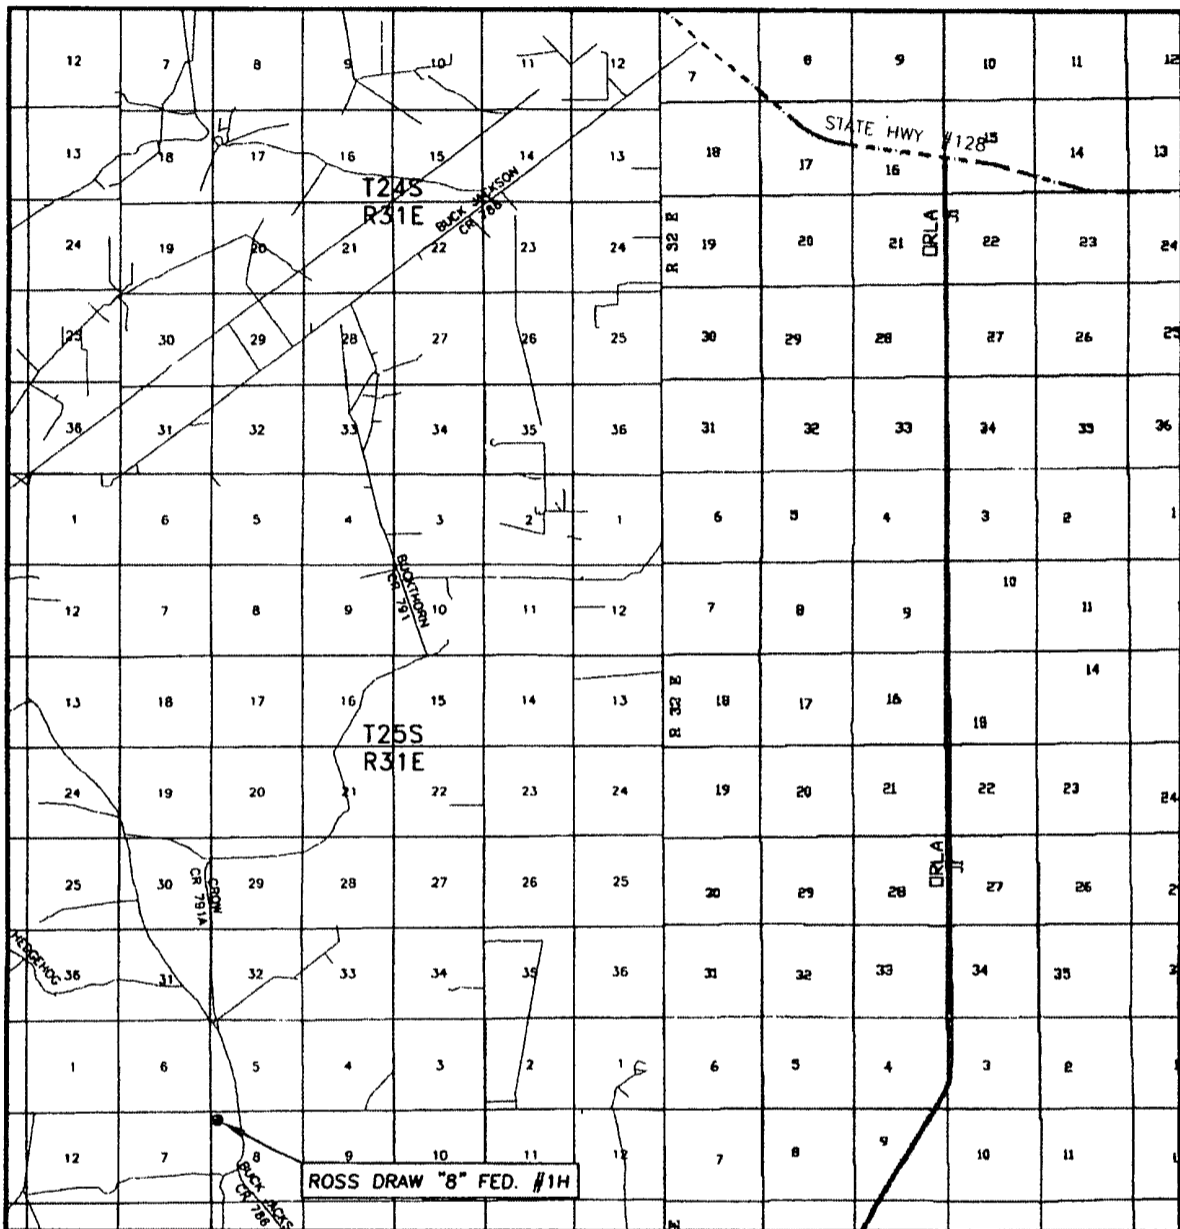 12 7 8 9 10 11 12 7 8 9 10 11 12
STATE HWY #128
13 18 17 16 15 14 13 18 17 16 15 14 13
T24S
R31E
BUCK JACKSON
CR 786
R 32 E
ORLA
24 19 20 21 22 23 24 19 20 21 22 23 24
25 30 29 28 27 26 25 30 29 28 27 26 25
36 31 32 33 34 35 36 31 32 33 34 35 36
1 6 5 4 3 2 1 6 5 4 3 2 1
BUCKTHORN
CR 791
12 7 8 9 10 11 12 7 8 9 10 11
13 18 17 16 15 14 13 18 17 16 15 14
R 32 E
T25S
R31E
24 19 20 21 22 23 24 19 20 21 22 23 24
ORLA
CROW
CR 791A
25 30 29 28 27 26 25 30 29 28 27 26
HEDGEHOG
36 31 32 33 34 35 36 31 32 33 34 35
1 6 5 4 3 2 1 6 5 4 3 2
12 7 8 9 10 11 12 7 8 9 10 11
ROSS DRAW "8" FED. #1H
BUCK JACKS
CR 786
E